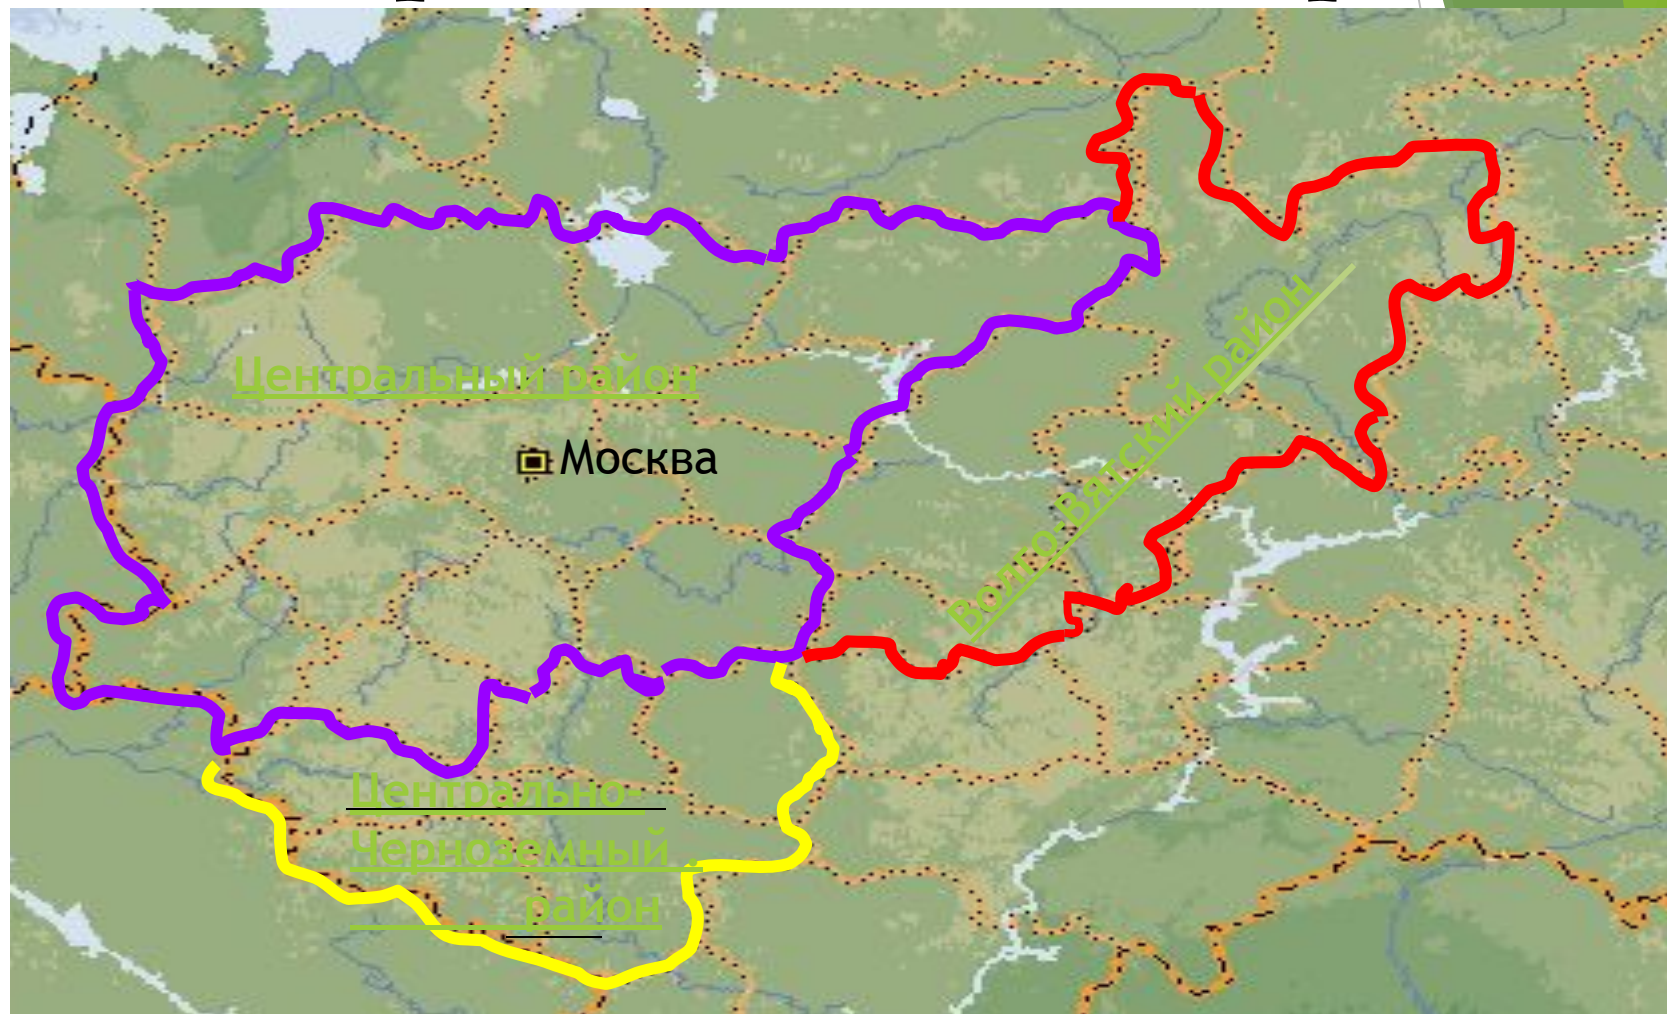 Центральный район
Москва
Волго-Вятский район
Центрально-
Черноземный .
район